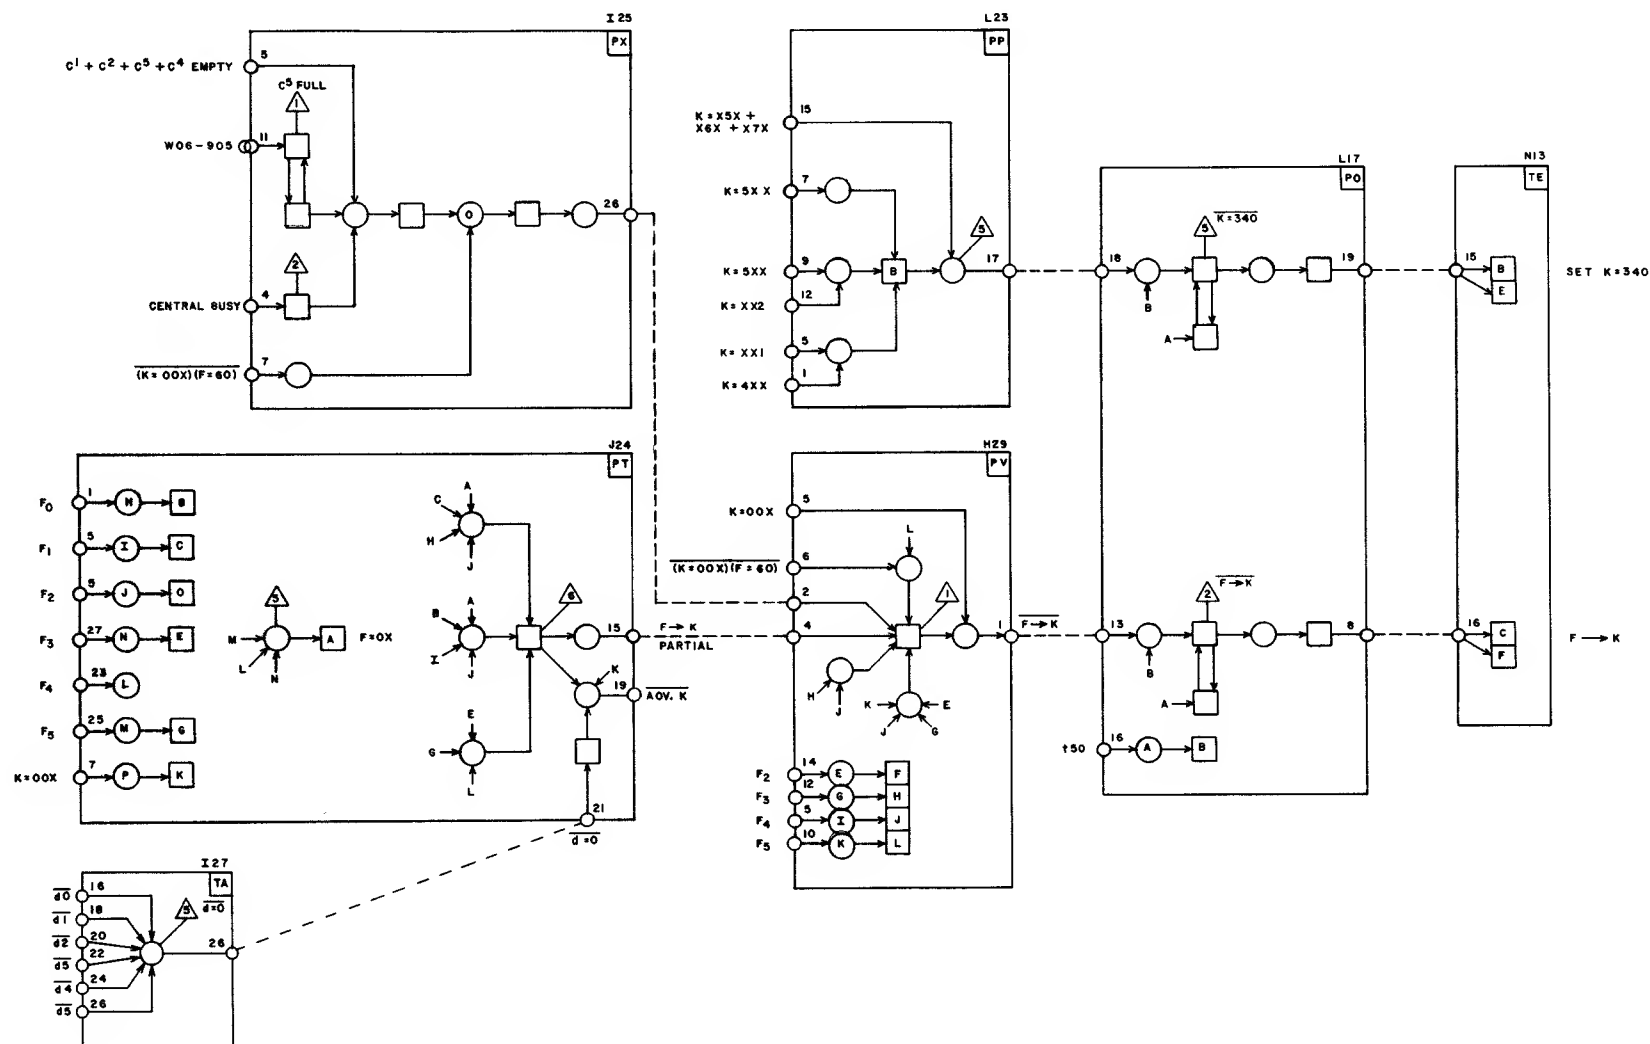 I25
PX
5
C¹ + C² + C⁵ + C⁴ EMPTY
C⁵ FULL
1
11
W06-905
2
4
CENTRAL BUSY
7
(K=00X)(F=60)
O
26
L23
PP
15
K=X5X +
X6X + X7X
7
K=5XX
9
K=5XX
12
K=XX2
5
K=XX1
1
K=4XX
B
5
17
L17
PO
18
B
5
K=340
A
19
N13
TE
15
B
E
SET K=340
J24
PT
F0
1
H
B
F1
5
I
C
F2
5
J
O
F3
27
N
E
F4
23
L
F5
25
M
G
K=00X
7
P
K
5
M
L
N
A
F=0X
A
C
H
J
A
B
I
J
E
G
L
6
15
F→K
PARTIAL
K
19
AOV. K
21
d=0
H29
PV
5
K=00X
6
(K=00X)(F=60)
2
4
L
1
H
J
K
E
J
G
1
F→K
F2
14
E
F
F3
12
G
H
F4
5
I
J
F5
10
K
L
13
B
2
F→K
A
8
t50
16
A
B
16
C
F
F→K
I27
TA
d=0
d0
16
d1
18
d2
20
d5
22
d4
24
d5
26
5
26